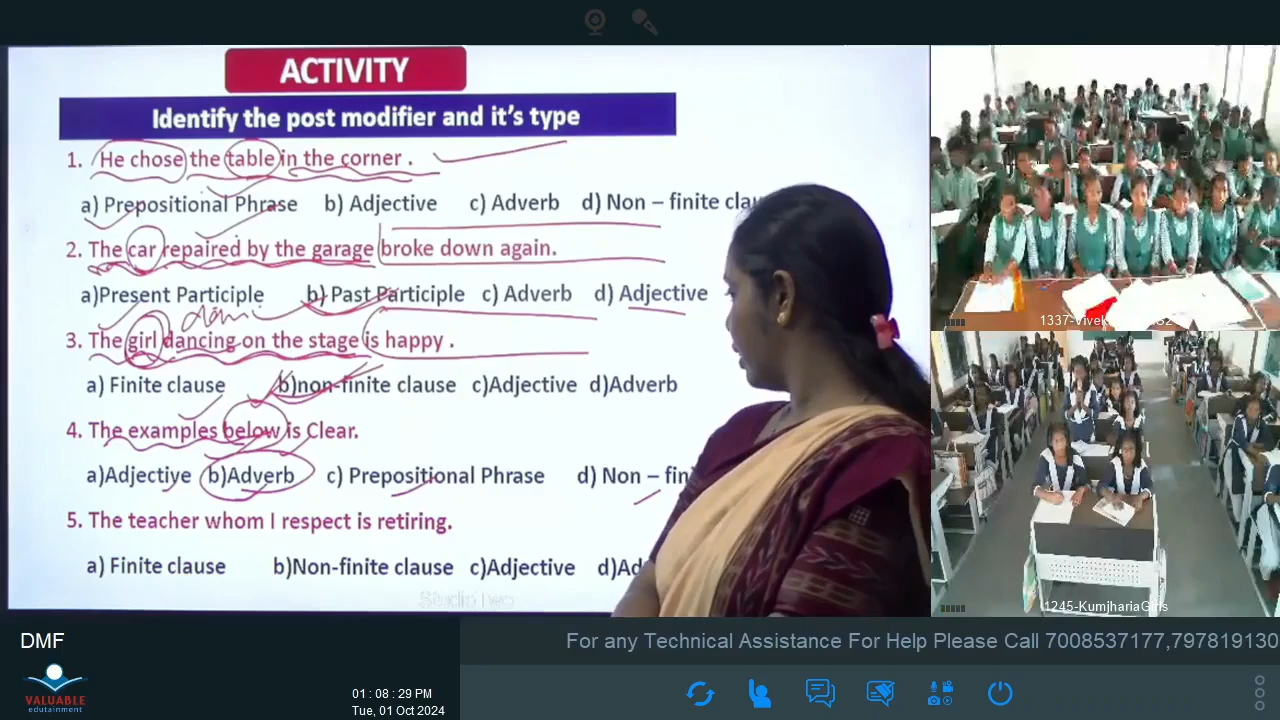 ACTIVITY
Identify the post modifier and it's type
1. He chose the table in the corner .
a) Prepositional Phrase b) Adjective c) Adverb d) Non – finite clau
2. The car repaired by the garage broke down again.
a)Present Participle b) Past Participle c) Adverb d) Adjective
3. The girl dancing on the stage is happy .
a) Finite clause b)non-finite clause c)Adjective d)Adverb
4. The examples below is Clear.
a)Adjective b)Adverb c) Prepositional Phrase d) Non – fin
5. The teacher whom I respect is retiring.
a) Finite clause b)Non-finite clause c)Adjective d)Ad
Studio two
1245-KumjhariaGirls
DMF
For any Technical Assistance For Help Please Call 7008537177,797819130
VALUABLE
edutainment
01 : 08 : 29 PM
Tue, 01 Oct 2024